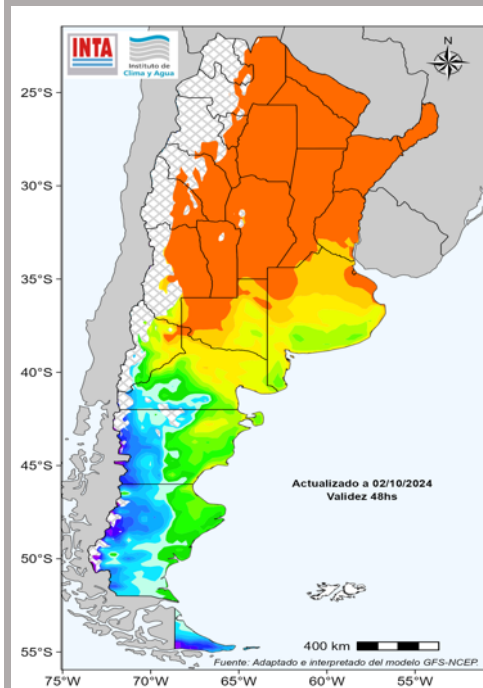 INTA
Instituto de
Clima y Agua
25°S
30°S
35°S
40°S
45°S
50°S
55°S
Actualizado a 02/10/2024
Validez 48hs
400 km
Fuente: Adaptado e interpretado del modelo GFS-NCEP.
75°W
70°W
65°W
60°W
55°W